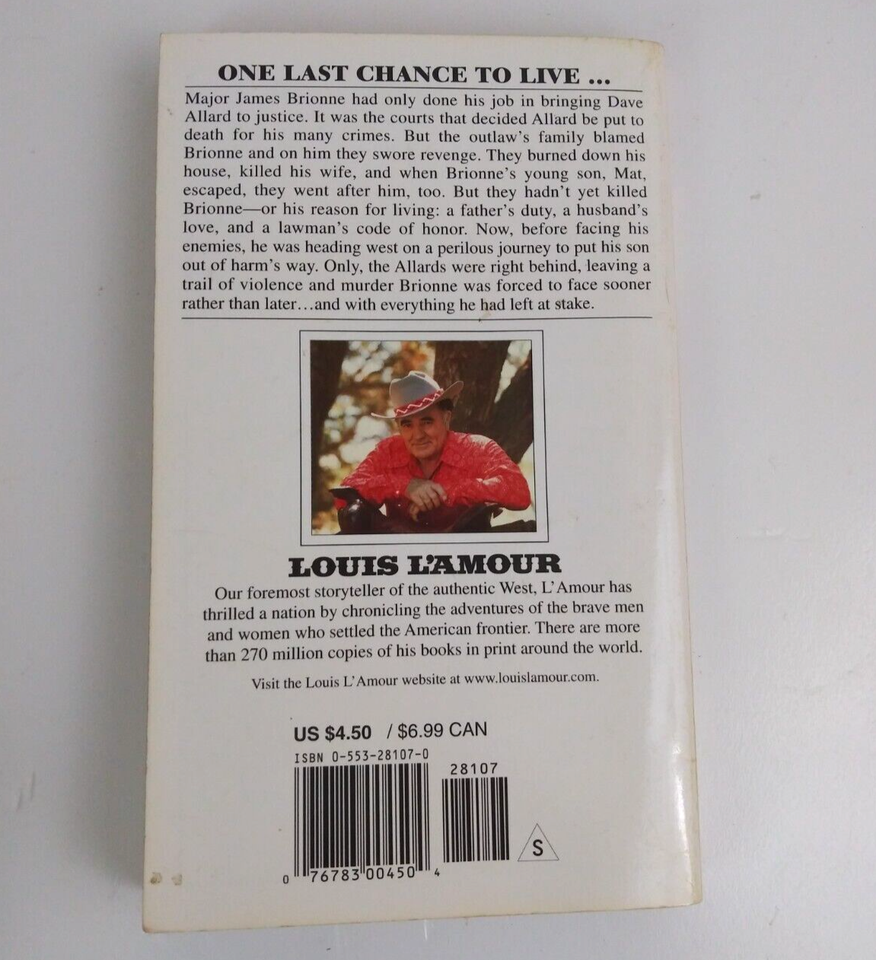 ONE LAST CHANCE TO LIVE ...
Major James Brionne had only done his job in bringing Dave
Allard to justice. It was the courts that decided Allard be put to
death for his many crimes. But the outlaw's family blamed
Brionne and on him they swore revenge. They burned down his
house, killed his wife, and when Brionne's young son, Mat,
escaped, they went after him, too. But they hadn't yet killed
Brionne—or his reason for living: a father's duty, a husband's
love, and a lawman's code of honor. Now, before facing his
enemies, he was heading west on a perilous journey to put his son
out of harm's way. Only, the Allards were right behind, leaving a
trail of violence and murder Brionne was forced to face sooner
rather than later...and with everything he had left at stake.
LOUIS L'AMOUR
Our foremost storyteller of the authentic West, L'Amour has
thrilled a nation by chronicling the adventures of the brave men
and women who settled the American frontier. There are more
than 270 million copies of his books in print around the world.
Visit the Louis L'Amour website at www.louislamour.com.
US $4.50 / $6.99 CAN
ISBN 0-553-28107-0
28107
0 76783 00450 4
S